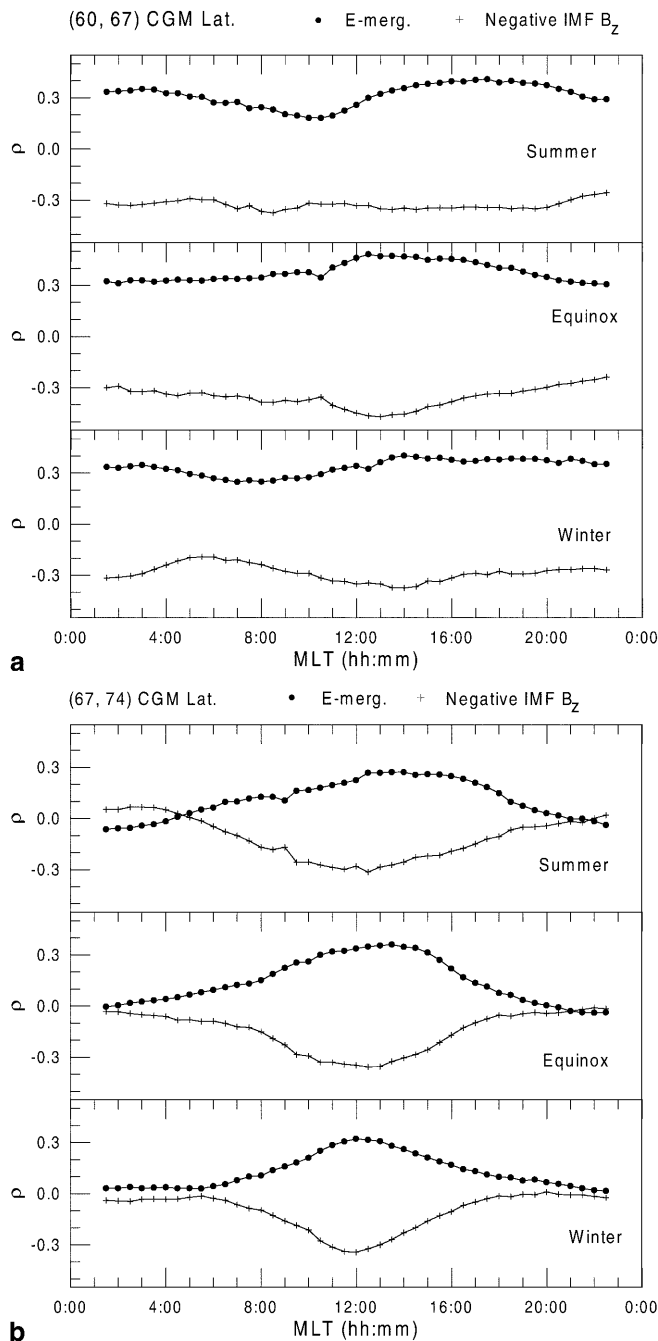 (60, 67) CGM Lat. • E-merg. + Negative IMF B_Z
0.3
0.0
-0.3
ρ
Summer
0.3
0.0
-0.3
ρ
Equinox
0.3
0.0
-0.3
ρ
Winter
0:00 4:00 8:00 12:00 16:00 20:00 0:00
MLT (hh:mm)
a
(67, 74) CGM Lat. • E-merg. + Negative IMF B_Z
0.3
0.0
-0.3
ρ
Summer
0.3
0.0
-0.3
ρ
Equinox
0.3
0.0
-0.3
ρ
Winter
0:00 4:00 8:00 12:00 16:00 20:00 0:00
MLT (hh:mm)
b